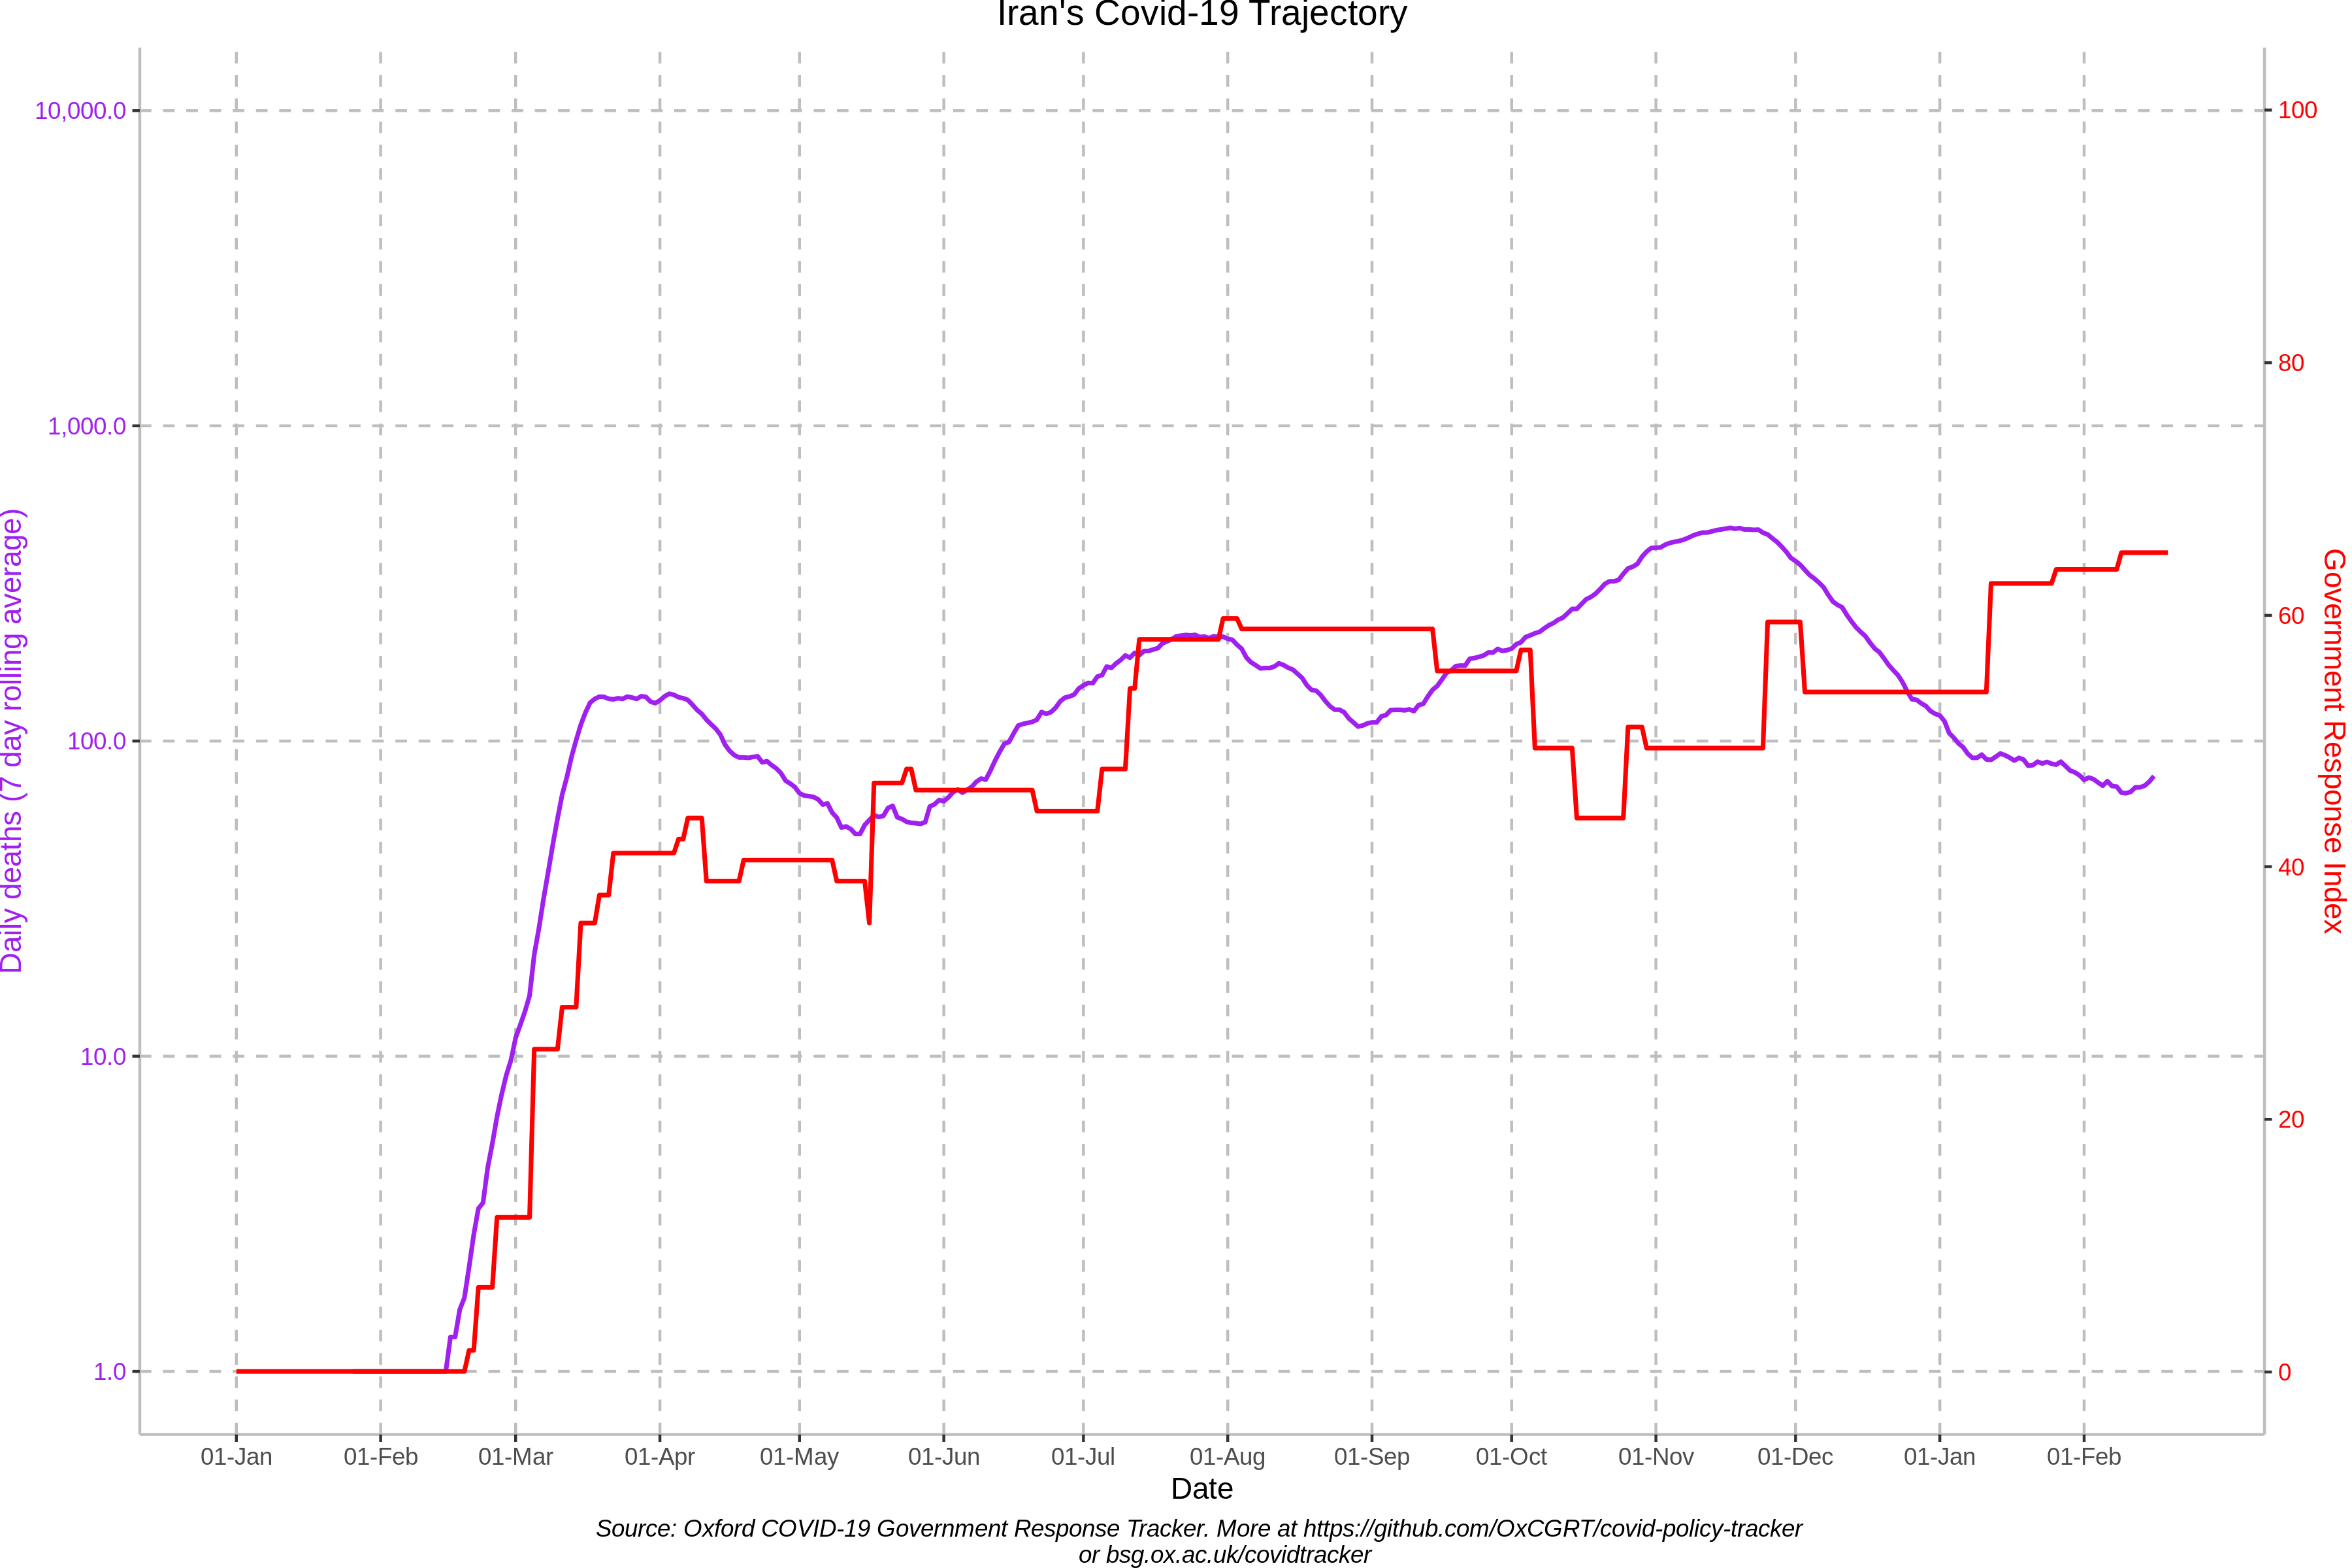 Iran's Covid-19 Trajectory
10,000.0
1,000.0
100.0
10.0
1.0
Daily deaths (7 day rolling average)
100
80
60
40
20
0
Government Response Index
01-Jan 01-Feb 01-Mar 01-Apr 01-May 01-Jun 01-Jul 01-Aug 01-Sep 01-Oct 01-Nov 01-Dec 01-Jan 01-Feb
Date
Source: Oxford COVID-19 Government Response Tracker. More at https://github.com/OxCGRT/covid-policy-tracker
or bsg.ox.ac.uk/covidtracker